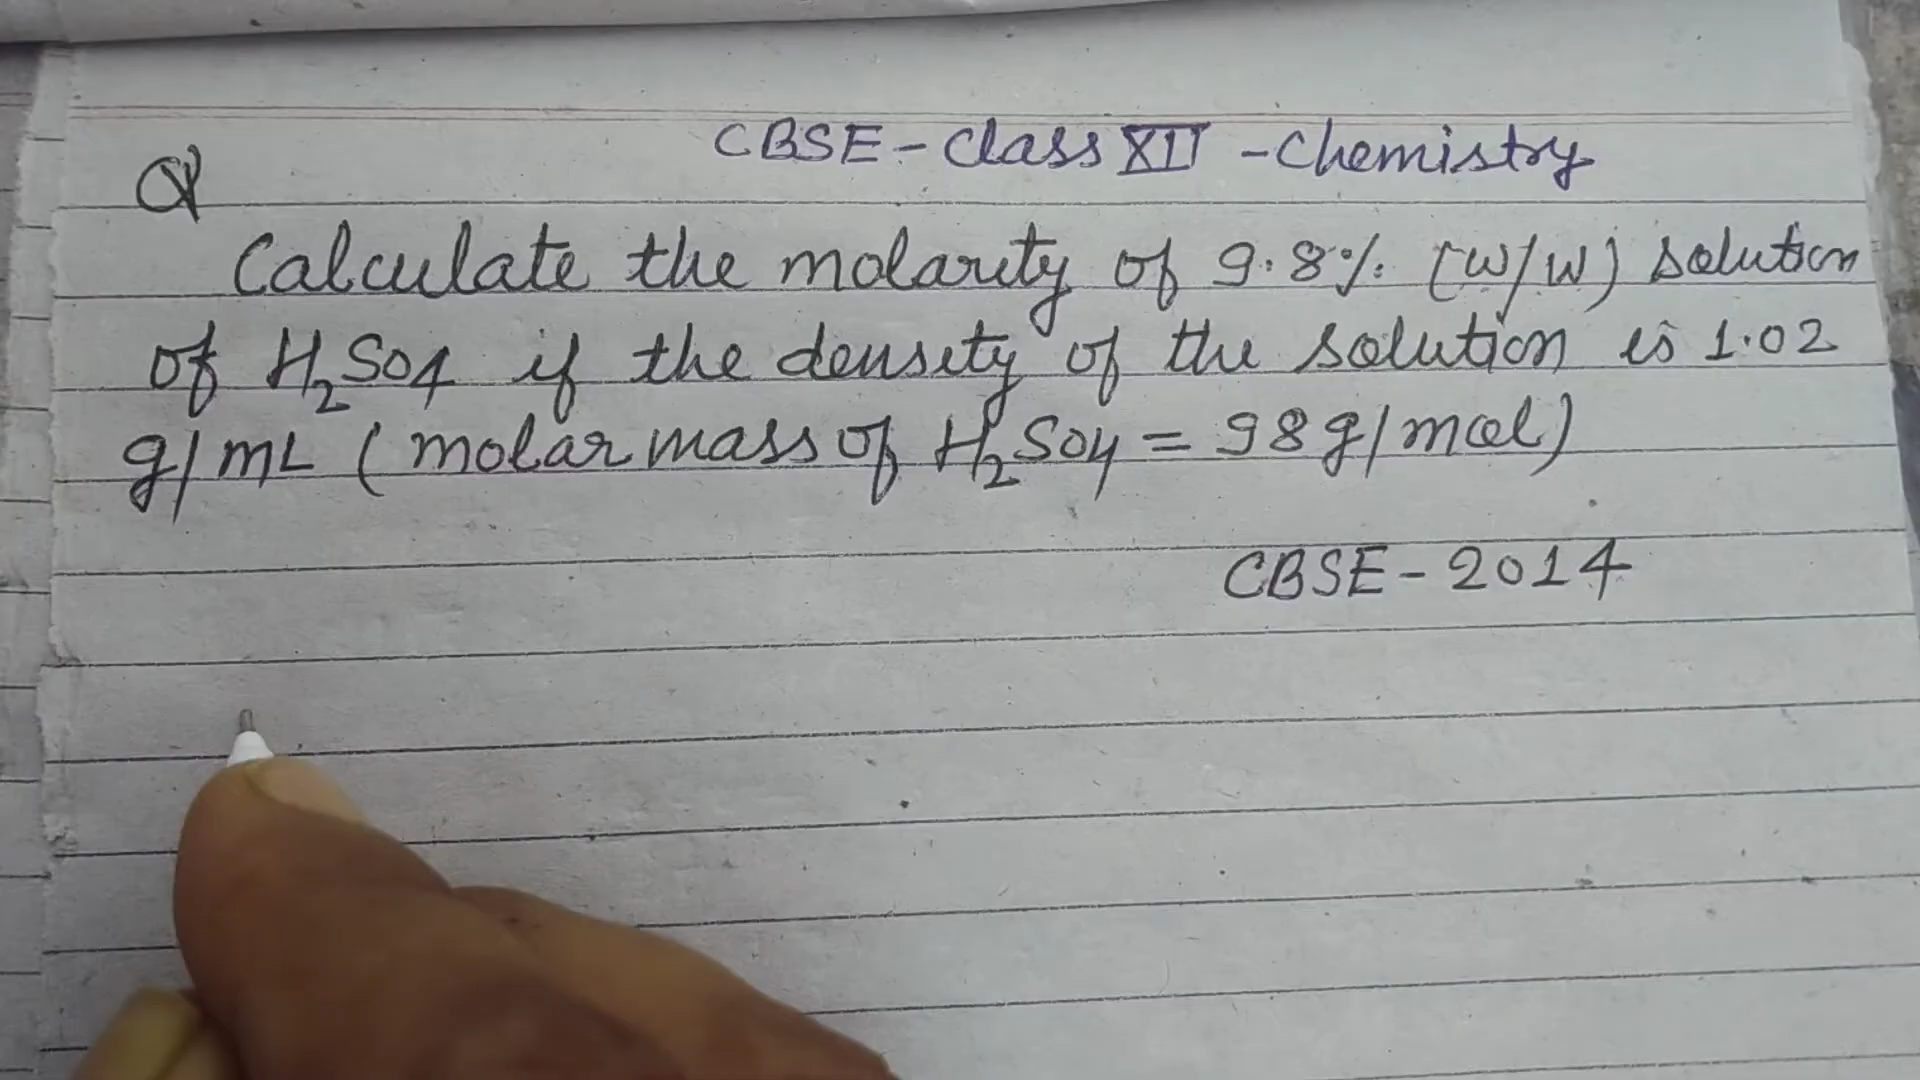 CBSE - Class XII - Chemistry
Q
Calculate the molarity of 9.8% (w/w) solution
of H₂SO4 if the density of the solution is 1.02
g/mL (molar mass of H₂SO4 = 98g/mol)
CBSE - 2014